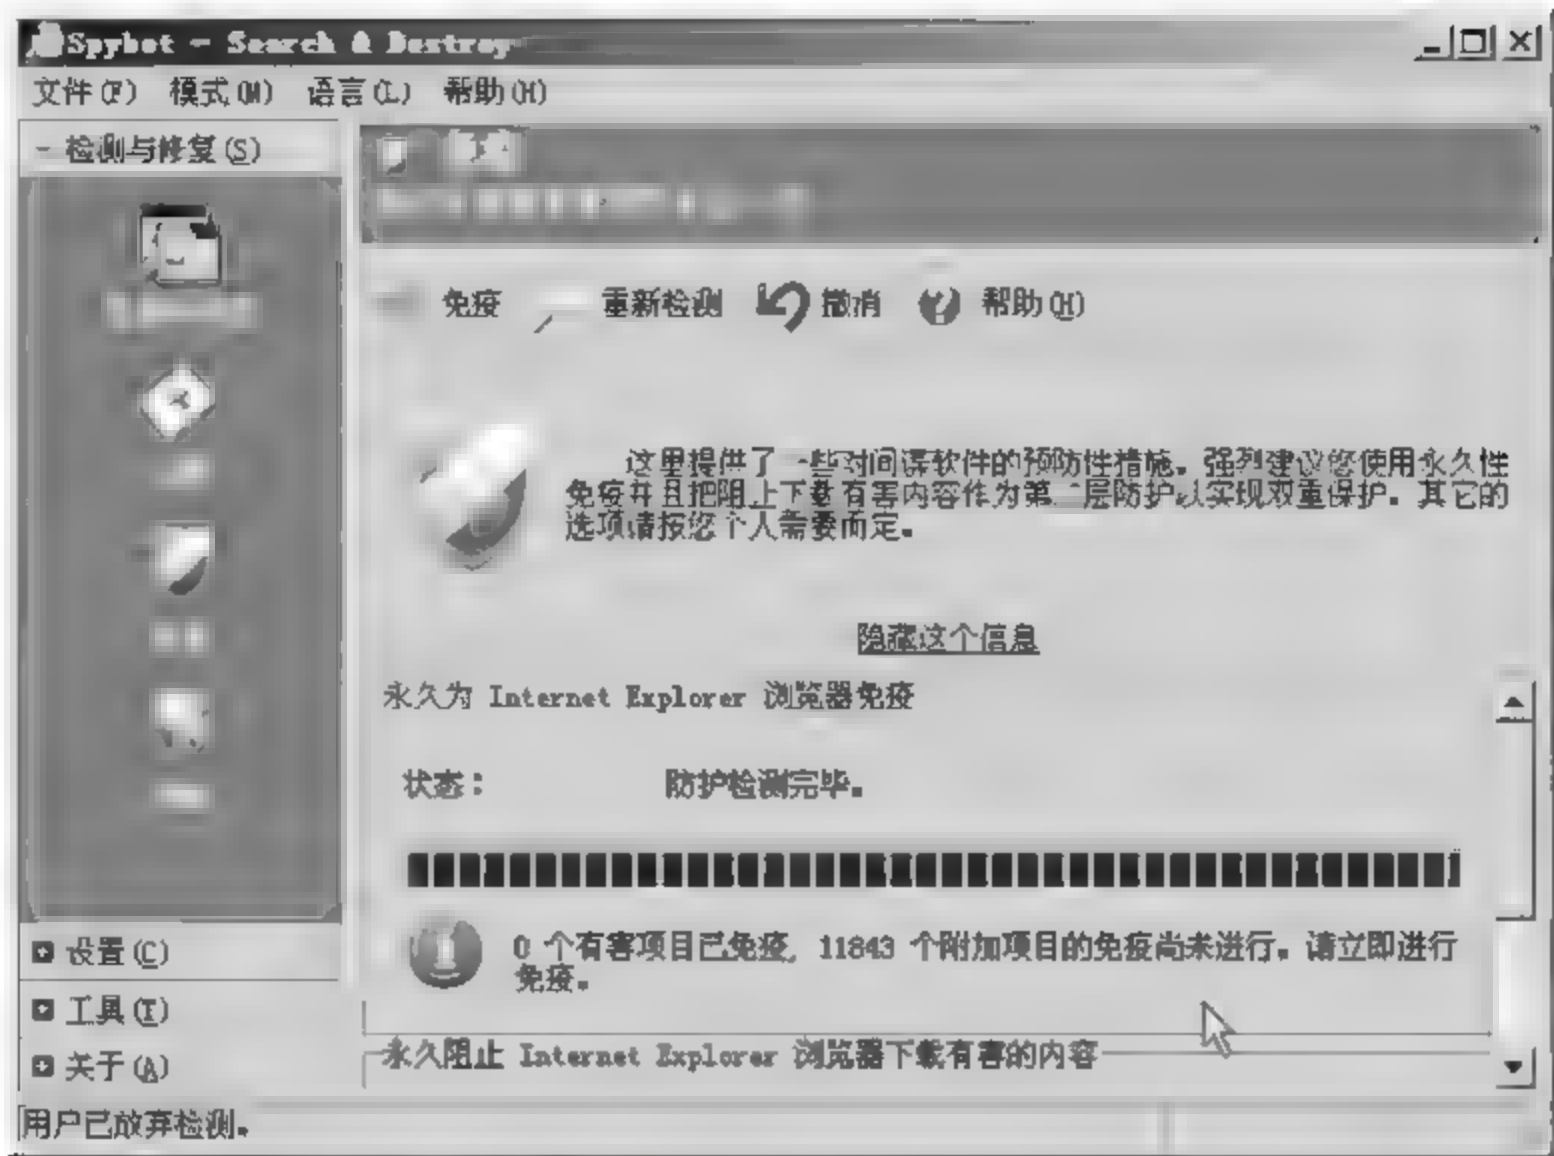 Spybot - Search & Destroy
文件(F) 模式(M) 语言(L) 帮助(H)
- 检测与修复(S)
免疫 重新检测 撤消 帮助(H)
这里提供了一些对间谍软件的预防性措施。强烈建议您使用永久性
免疫并且把阻止下载有害内容作为第二层防护以实现双重保护。其它的
选项请按您个人需要而定。
隐藏这个信息
永久为 Internet Explorer 浏览器免疫
状态： 防护检测完毕。
0 个有害项目已免疫, 11843 个附加项目的免疫尚未进行。请立即进行
免疫。
永久阻止 Internet Explorer 浏览器下载有害的内容
设置(C)
工具(T)
关于(A)
用户已放弃检测。